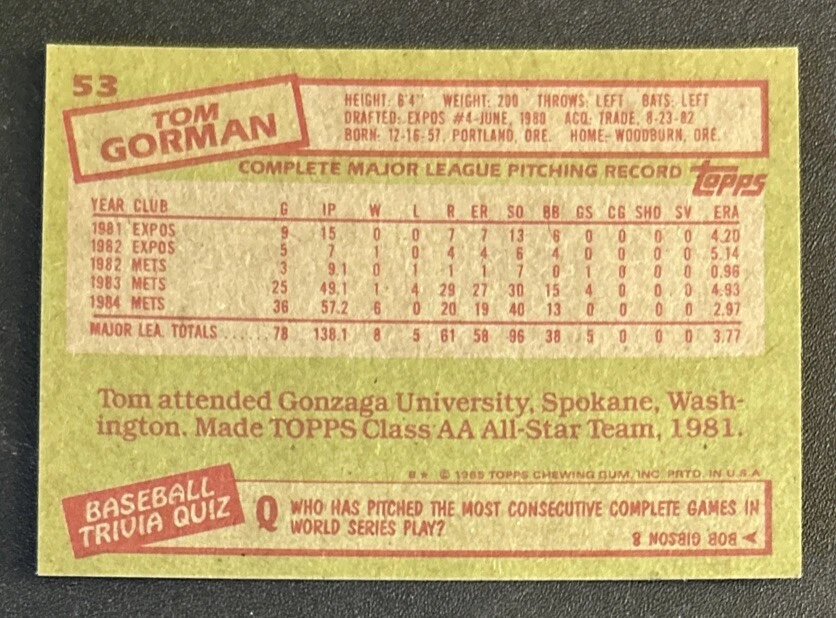 53
TOM
GORMAN
HEIGHT: 6'4" WEIGHT: 200 THROWS: LEFT BATS: LEFT
DRAFTED: EXPOS #4-JUNE, 1980 ACQ. TRADE, 8-23-82
BORN: 12-16-57, PORTLAND, ORE. HOME: WOODBURN, ORE.
COMPLETE MAJOR LEAGUE PITCHING RECORD topps
YEAR CLUB G IP W L R ER SO BB GS CG SHO SV ERA
1981 EXPOS 9 15 0 0 7 7 13 6 0 0 0 0 4.20
1982 EXPOS 5 7 1 0 4 4 6 4 0 0 0 0 5.14
1982 METS 3 9.1 0 1 1 1 7 0 1 0 0 0 0.96
1983 METS 25 49.1 1 4 29 27 30 15 4 0 0 0 4.93
1984 METS 36 57.2 6 0 20 19 40 13 0 0 0 0 2.97
MAJOR LEA. TOTALS ...... 78 138.1 8 5 61 58 96 38 5 0 0 0 3.77
Tom attended Gonzaga University, Spokane, Wash-
ington. Made TOPPS Class AA All-Star Team, 1981.
B* © 1985 TOPPS CHEWING GUM, INC. PRTD. IN U.S.A
BASEBALL
TRIVIA QUIZ
Q WHO HAS PITCHED THE MOST CONSECUTIVE COMPLETE GAMES IN
WORLD SERIES PLAY?
BOB GIBSON 8